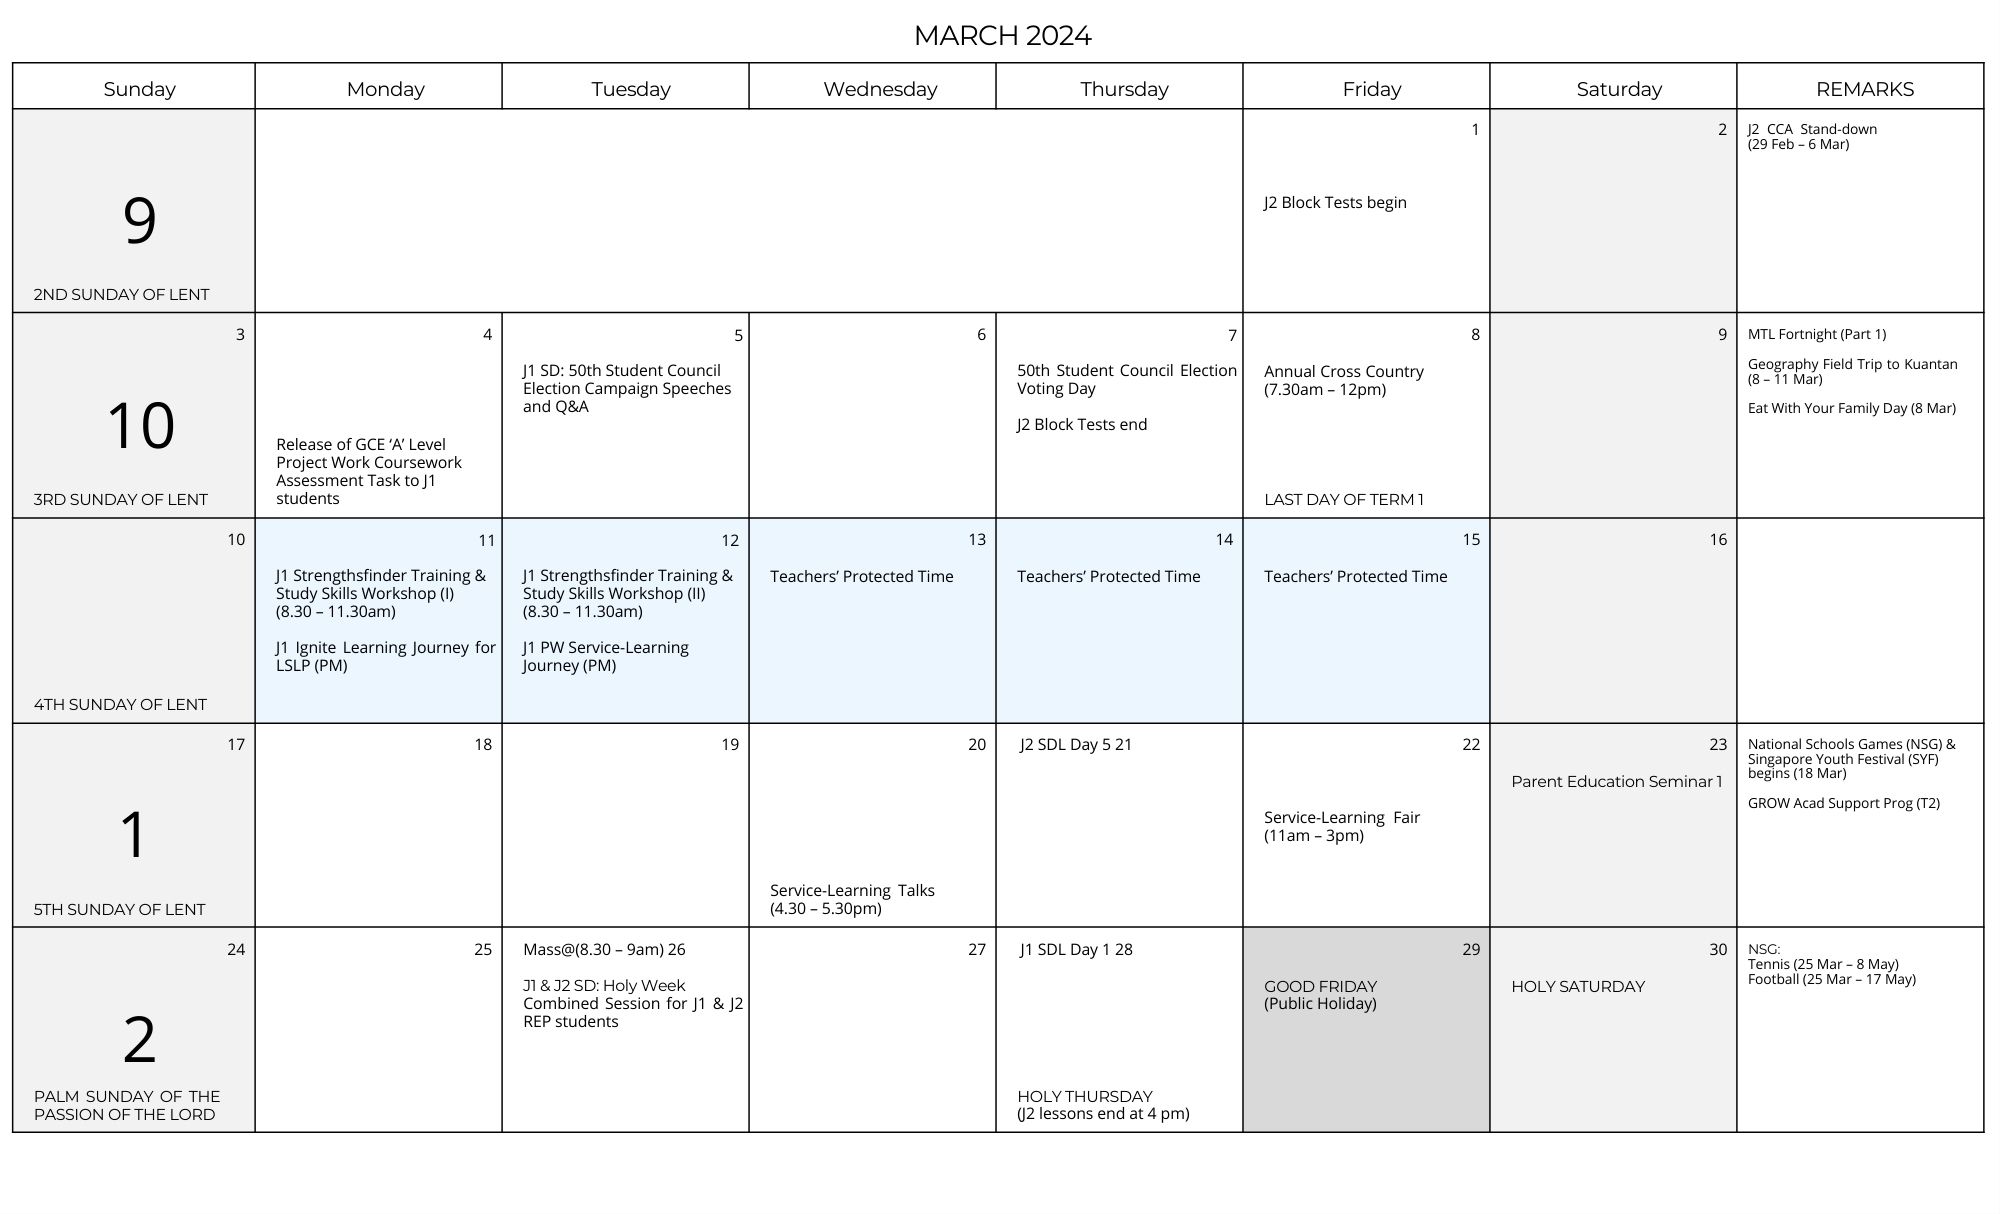 MARCH 2024
Sunday
Monday
Tuesday
Wednesday
Thursday
Friday
Saturday
REMARKS
9
2ND SUNDAY OF LENT
1
J2 Block Tests begin
2
J2 CCA Stand-down
(29 Feb – 6 Mar)
3
10
3RD SUNDAY OF LENT
4
Release of GCE ‘A’ Level
Project Work Coursework
Assessment Task to J1
students
5
J1 SD: 50th Student Council
Election Campaign Speeches
and Q&A
6
7
50th Student Council Election
Voting Day
J2 Block Tests end
8
Annual Cross Country
(7.30am – 12pm)
LAST DAY OF TERM 1
9
MTL Fortnight (Part 1)
Geography Field Trip to Kuantan
(8 – 11 Mar)
Eat With Your Family Day (8 Mar)
10
4TH SUNDAY OF LENT
11
J1 Strengthsfinder Training &
Study Skills Workshop (I)
(8.30 – 11.30am)
J1 Ignite Learning Journey for
LSLP (PM)
12
J1 Strengthsfinder Training &
Study Skills Workshop (II)
(8.30 – 11.30am)
J1 PW Service-Learning
Journey (PM)
13
Teachers’ Protected Time
14
Teachers’ Protected Time
15
Teachers’ Protected Time
16
17
1
5TH SUNDAY OF LENT
18
19
20
Service-Learning Talks
(4.30 – 5.30pm)
J2 SDL Day 5 21
22
Service-Learning Fair
(11am – 3pm)
23
Parent Education Seminar 1
National Schools Games (NSG) &
Singapore Youth Festival (SYF)
begins (18 Mar)
GROW Acad Support Prog (T2)
24
2
PALM SUNDAY OF THE
PASSION OF THE LORD
25
Mass@(8.30 – 9am) 26
J1 & J2 SD: Holy Week
Combined Session for J1 & J2
REP students
27
J1 SDL Day 1 28
HOLY THURSDAY
(J2 lessons end at 4 pm)
29
GOOD FRIDAY
(Public Holiday)
30
HOLY SATURDAY
NSG:
Tennis (25 Mar – 8 May)
Football (25 Mar – 17 May)